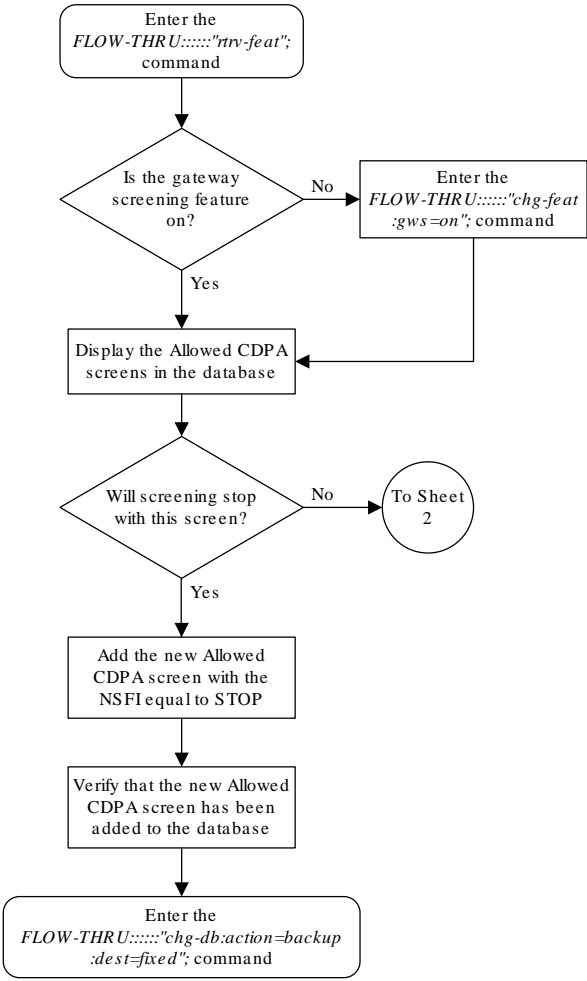 Enter the
FLOW-THRU::::::"rtrv-feat";
command
Is the gateway
screening feature
on?
No
Enter the
FLOW-THRU::::::"chg-feat
:gws=on"; command
Yes
Display the Allowed CDPA
screens in the database
Will screening stop
with this screen?
No
To Sheet
2
Yes
Add the new Allowed
CDPA screen with the
NSFI equal to STOP
Verify that the new Allowed
CDPA screen has been
added to the database
Enter the
FLOW-THRU::::::"chg-db:action=backup
:dest=fixed"; command